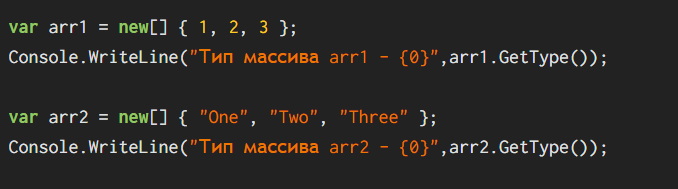 var arr1 = new[] { 1, 2, 3 };
Console.WriteLine("Тип массива arr1 - {0}",arr1.GetType());
var arr2 = new[] { "One", "Two", "Three" };
Console.WriteLine("Тип массива arr2 - {0}",arr2.GetType());